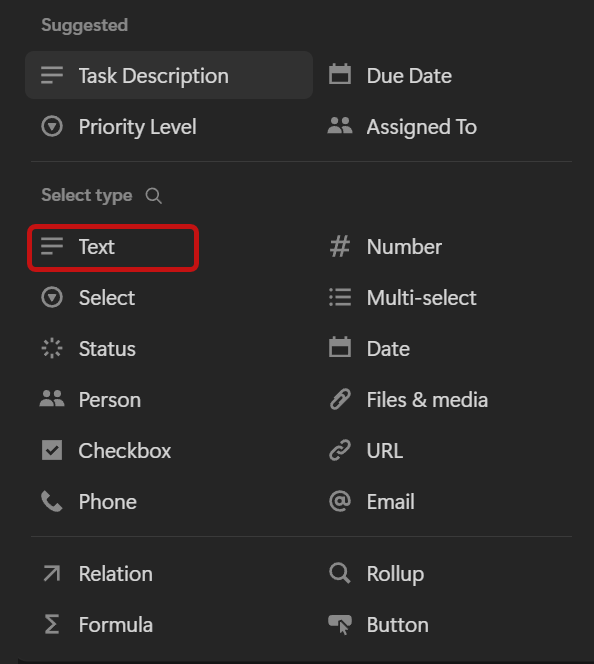 Suggested
Task Description
Due Date
Priority Level
Assigned To
Select type
Text
Number
Select
Multi-select
Status
Date
Person
Files & media
Checkbox
URL
Phone
Email
Relation
Rollup
Formula
Button